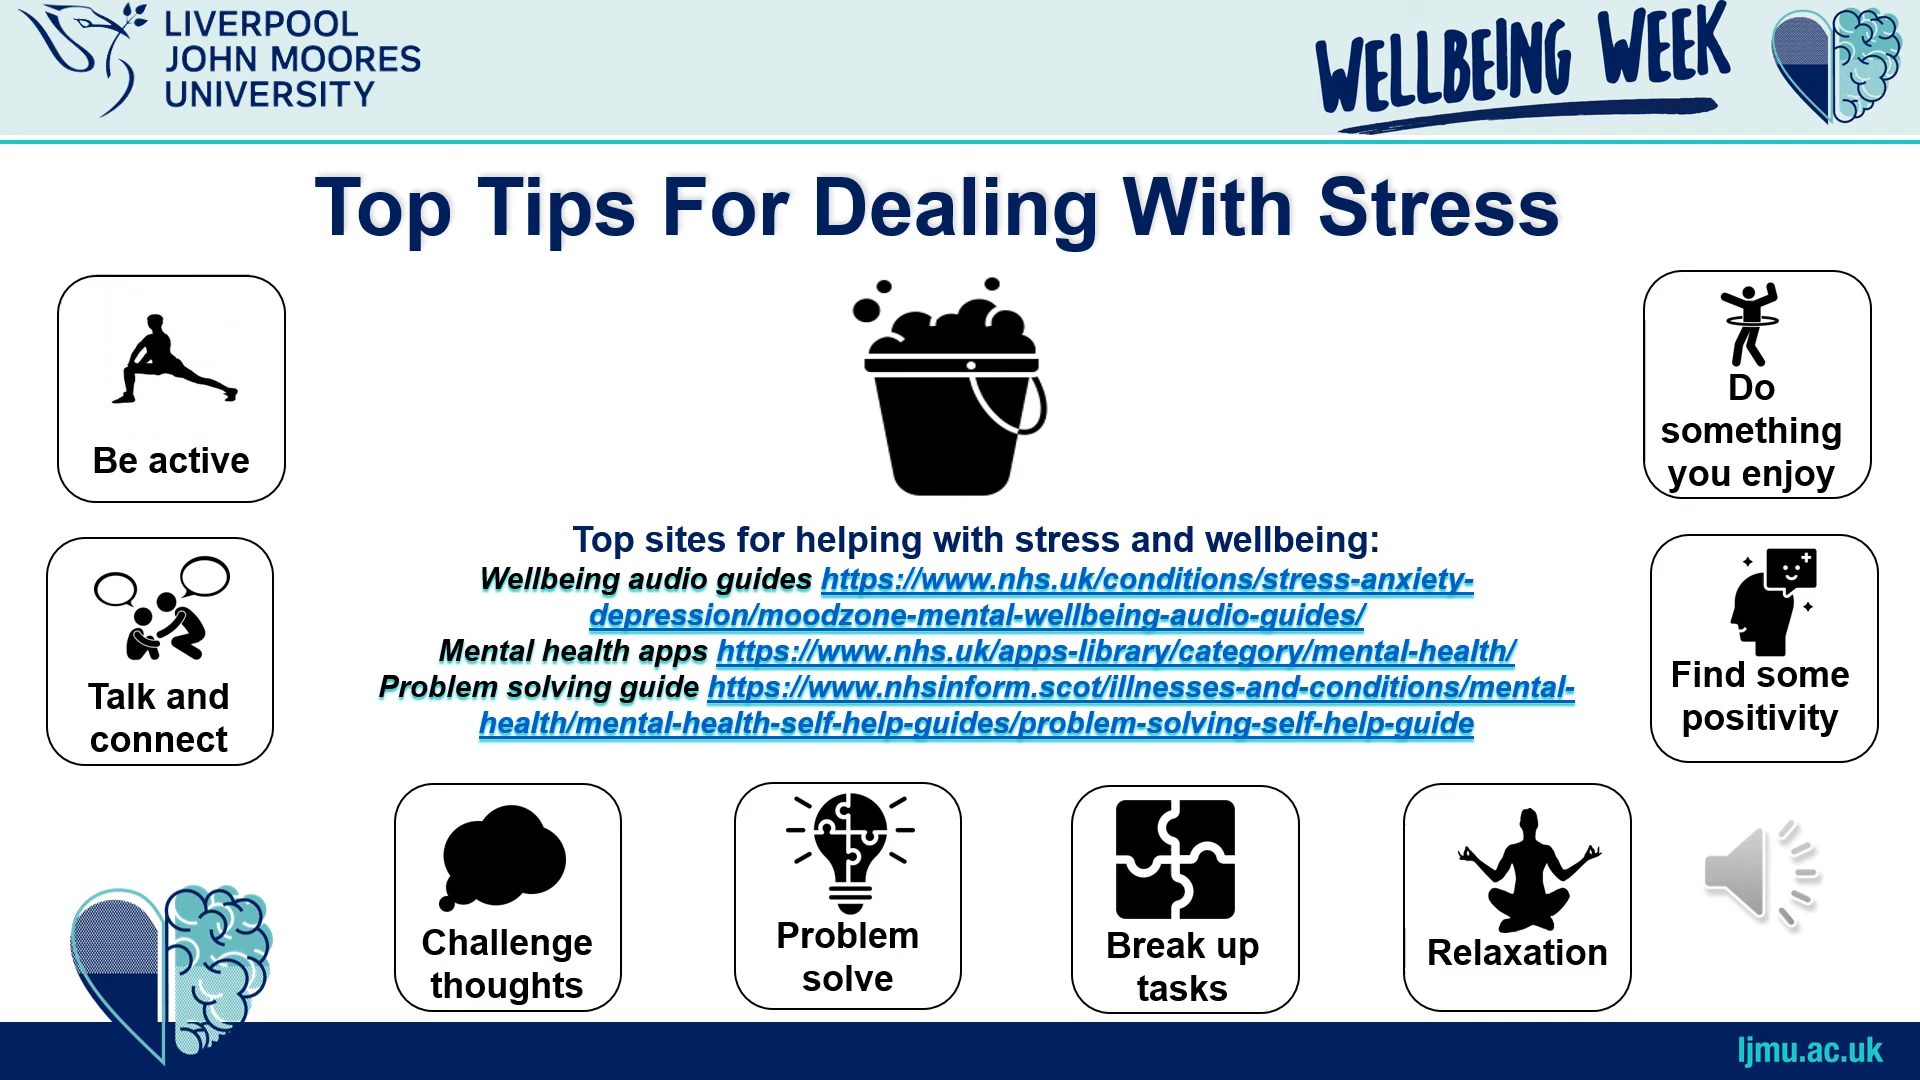 LIVERPOOL
JOHN MOORES
UNIVERSITY
WELLBEING WEEK
Top Tips For Dealing With Stress
Be active
Do
something
you enjoy
Talk and
connect
Top sites for helping with stress and wellbeing:
Wellbeing audio guides https://www.nhs.uk/conditions/stress-anxiety-
depression/moodzone-mental-wellbeing-audio-guides/
Mental health apps https://www.nhs.uk/apps-library/category/mental-health/
Problem solving guide https://www.nhsinform.scot/illnesses-and-conditions/mental-
health/mental-health-self-help-guides/problem-solving-self-help-guide
Find some
positivity
Challenge
thoughts
Problem
solve
Break up
tasks
Relaxation
ljmu.ac.uk